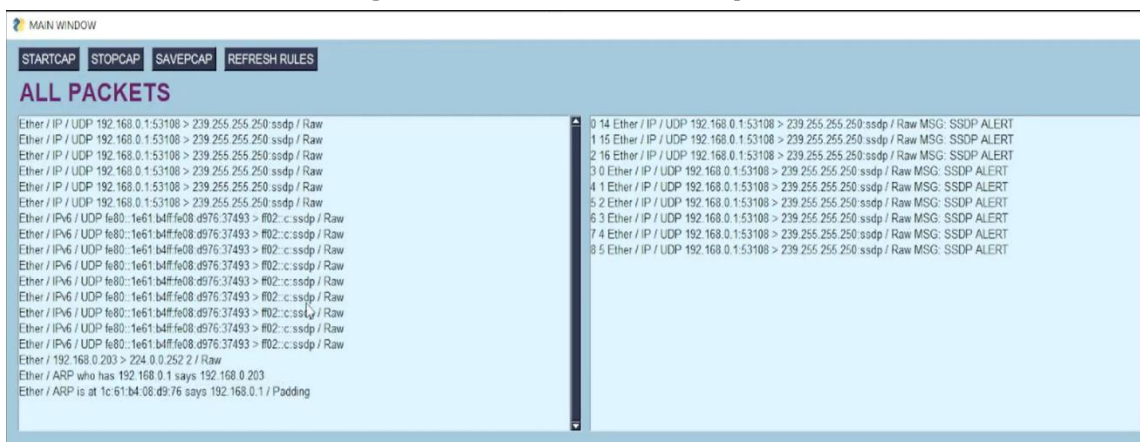 MAIN WINDOW
STARTCAP STOPCAP SAVEPCAP REFRESH RULES
ALL PACKETS
Ether / IP / UDP 192.168.0.1:53108 > 239.255.255.250:ssdp / Raw
Ether / IP / UDP 192.168.0.1:53108 > 239.255.255.250:ssdp / Raw
Ether / IP / UDP 192.168.0.1:53108 > 239.255.255.250:ssdp / Raw
Ether / IP / UDP 192.168.0.1:53108 > 239.255.255.250:ssdp / Raw
Ether / IP / UDP 192.168.0.1:53108 > 239.255.255.250:ssdp / Raw
Ether / IP / UDP 192.168.0.1:53108 > 239.255.255.250:ssdp / Raw
Ether / IPv6 / UDP fe80::1e61:b4ff:fe08:d976:37493 > ff02::c:ssdp / Raw
Ether / IPv6 / UDP fe80::1e61:b4ff:fe08:d976:37493 > ff02::c:ssdp / Raw
Ether / IPv6 / UDP fe80::1e61:b4ff:fe08:d976:37493 > ff02::c:ssdp / Raw
Ether / IPv6 / UDP fe80::1e61:b4ff:fe08:d976:37493 > ff02::c:ssdp / Raw
Ether / IPv6 / UDP fe80::1e61:b4ff:fe08:d976:37493 > ff02::c:ssdp / Raw
Ether / IPv6 / UDP fe80::1e61:b4ff:fe08:d976:37493 > ff02::c:ssdp / Raw
Ether / IPv6 / UDP fe80::1e61:b4ff:fe08:d976:37493 > ff02::c:ssdp / Raw
Ether / IPv6 / UDP fe80::1e61:b4ff:fe08:d976:37493 > ff02::c:ssdp / Raw
Ether / IPv6 / UDP fe80::1e61:b4ff:fe08:d976:37493 > ff02::c:ssdp / Raw
Ether / 192.168.0.203 > 224.0.0.252 2 / Raw
Ether / ARP who has 192.168.0.1 says 192.168.0.203
Ether / ARP is at 1c:61:b4:08:d9:76 says 192.168.0.1 / Padding
0 14 Ether / IP / UDP 192.168.0.1:53108 > 239.255.255.250:ssdp / Raw MSG: SSDP ALERT
1 15 Ether / IP / UDP 192.168.0.1:53108 > 239.255.255.250:ssdp / Raw MSG: SSDP ALERT
2 16 Ether / IP / UDP 192.168.0.1:53108 > 239.255.255.250:ssdp / Raw MSG: SSDP ALERT
3 0 Ether / IP / UDP 192.168.0.1:53108 > 239.255.255.250:ssdp / Raw MSG: SSDP ALERT
4 1 Ether / IP / UDP 192.168.0.1:53108 > 239.255.255.250:ssdp / Raw MSG: SSDP ALERT
5 2 Ether / IP / UDP 192.168.0.1:53108 > 239.255.255.250:ssdp / Raw MSG: SSDP ALERT
6 3 Ether / IP / UDP 192.168.0.1:53108 > 239.255.255.250:ssdp / Raw MSG: SSDP ALERT
7 4 Ether / IP / UDP 192.168.0.1:53108 > 239.255.255.250:ssdp / Raw MSG: SSDP ALERT
8 5 Ether / IP / UDP 192.168.0.1:53108 > 239.255.255.250:ssdp / Raw MSG: SSDP ALERT